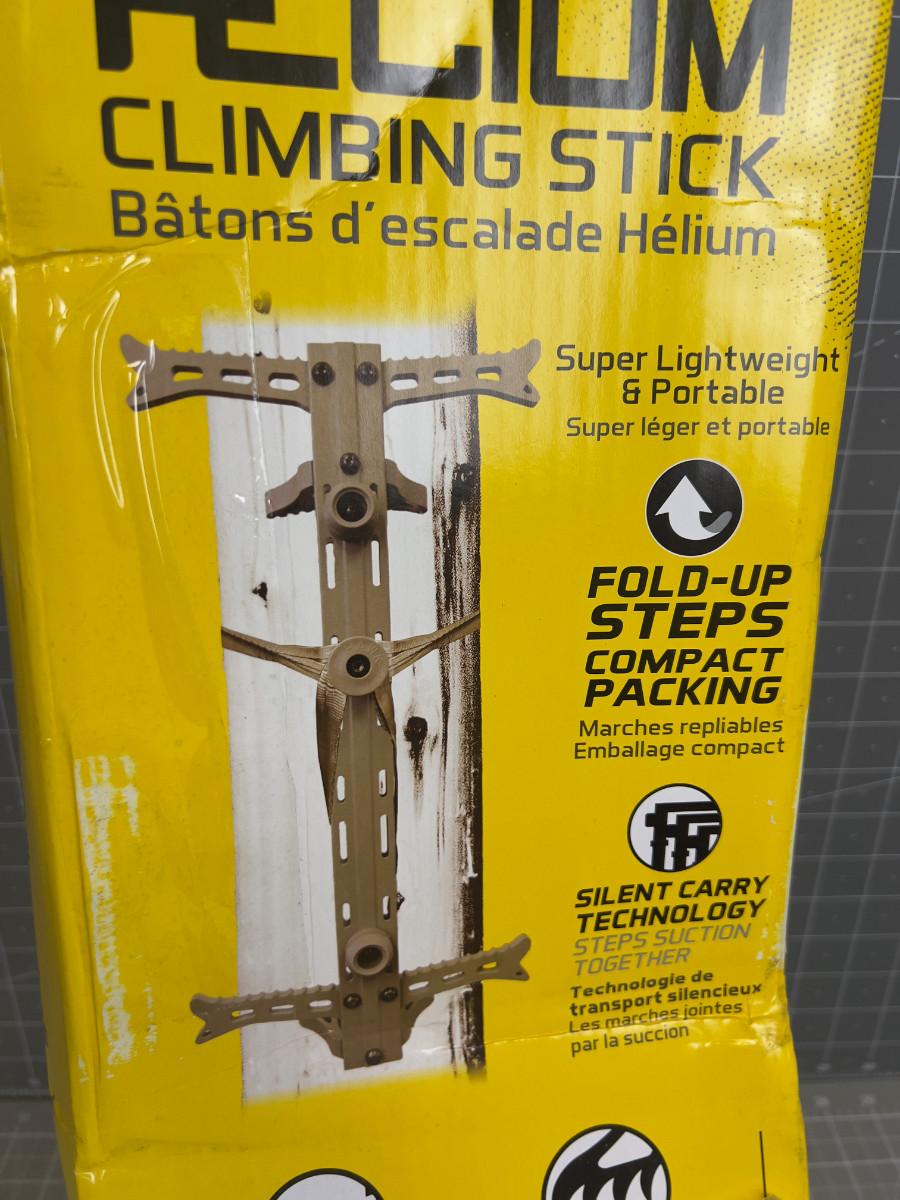 HELIUM
CLIMBING STICK
Bâtons d'escalade Hélium
Super Lightweight
& Portable
Super léger et portable
FOLD-UP
STEPS
COMPACT
PACKING
Marches repliables
Emballage compact
SILENT CARRY
TECHNOLOGY
STEPS SUCTION
TOGETHER
Technologie de
transport silencieux
Les marches jointes
par la succion